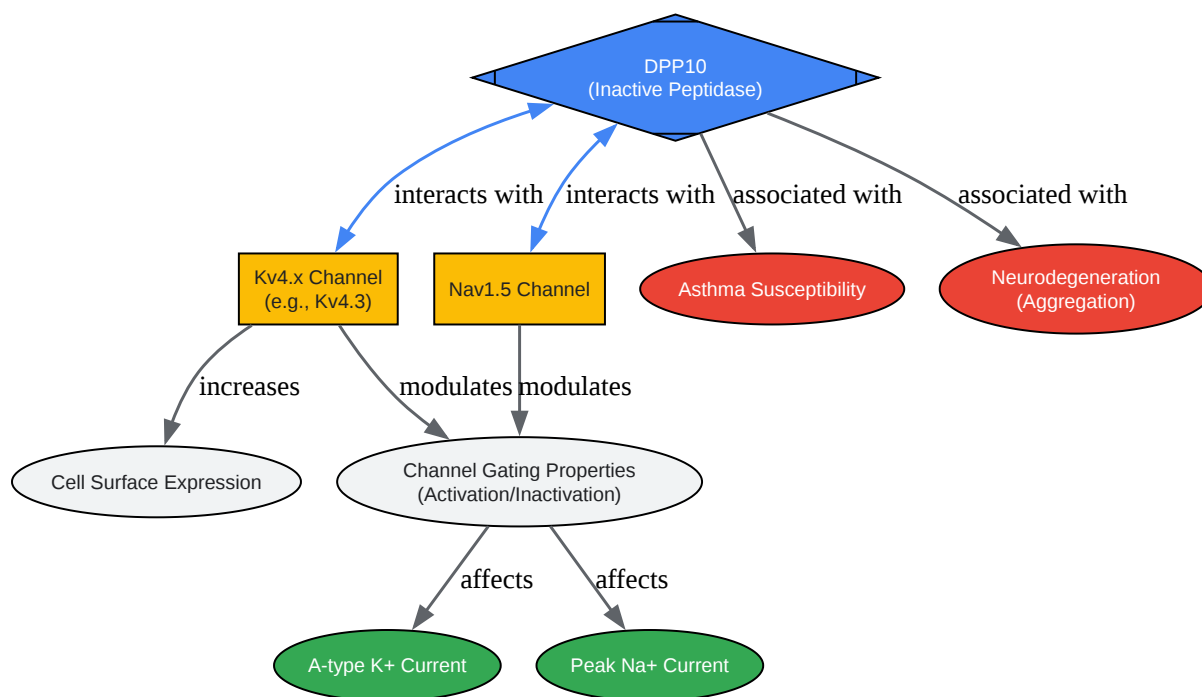 DPP10
(Inactive Peptidase)
interacts with
interacts with
associated with
associated with
Kv4.x Channel
(e.g., Kv4.3)
Nav1.5 Channel
Asthma Susceptibility
Neurodegeneration
(Aggregation)
increases
modulates
modulates
Cell Surface Expression
Channel Gating Properties
(Activation/Inactivation)
affects
affects
A-type K+ Current
Peak Na+ Current